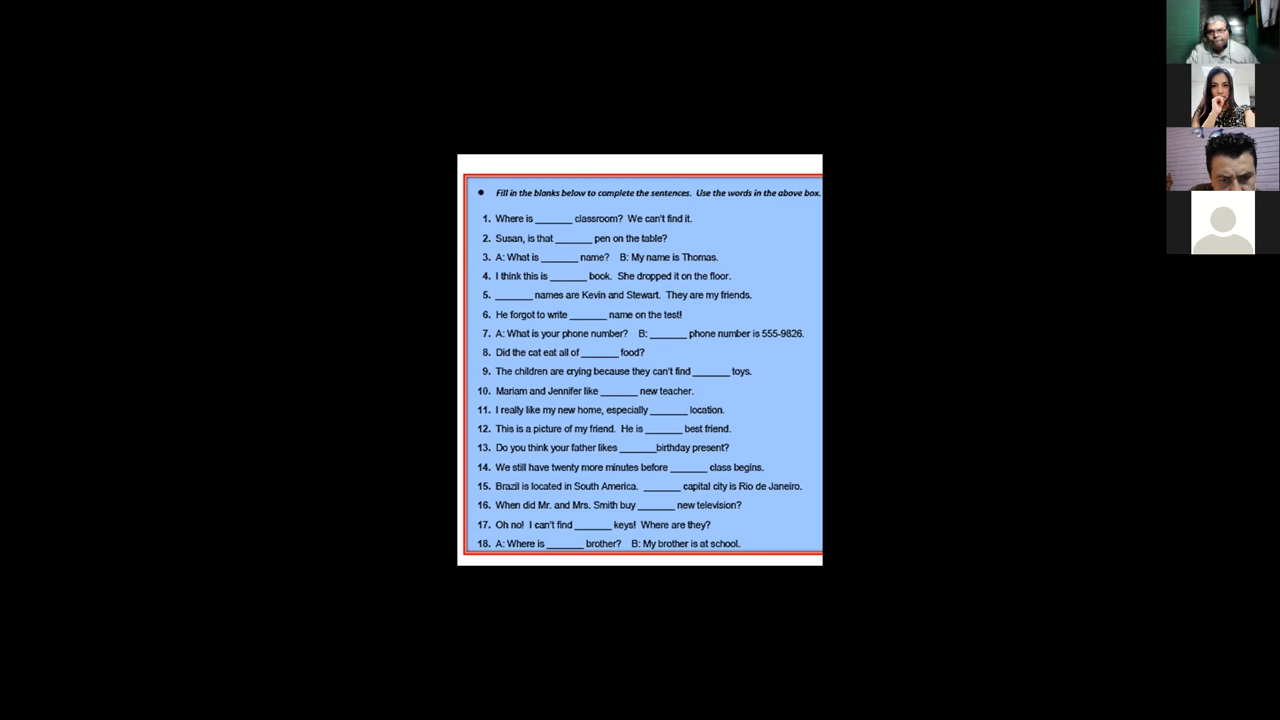 • Fill in the blanks below to complete the sentences. Use the words in the above box.
1. Where is _______ classroom? We can't find it.
2. Susan, is that _______ pen on the table?
3. A: What is _______ name? B: My name is Thomas.
4. I think this is _______ book. She dropped it on the floor.
5. _______ names are Kevin and Stewart. They are my friends.
6. He forgot to write _______ name on the test!
7. A: What is your phone number? B: _______ phone number is 555-9826.
8. Did the cat eat all of _______ food?
9. The children are crying because they can't find _______ toys.
10. Mariam and Jennifer like _______ new teacher.
11. I really like my new home, especially _______ location.
12. This is a picture of my friend. He is _______ best friend.
13. Do you think your father likes _______birthday present?
14. We still have twenty more minutes before _______ class begins.
15. Brazil is located in South America. _______ capital city is Rio de Janeiro.
16. When did Mr. and Mrs. Smith buy _______ new television?
17. Oh no! I can't find _______ keys! Where are they?
18. A: Where is _______ brother? B: My brother is at school.